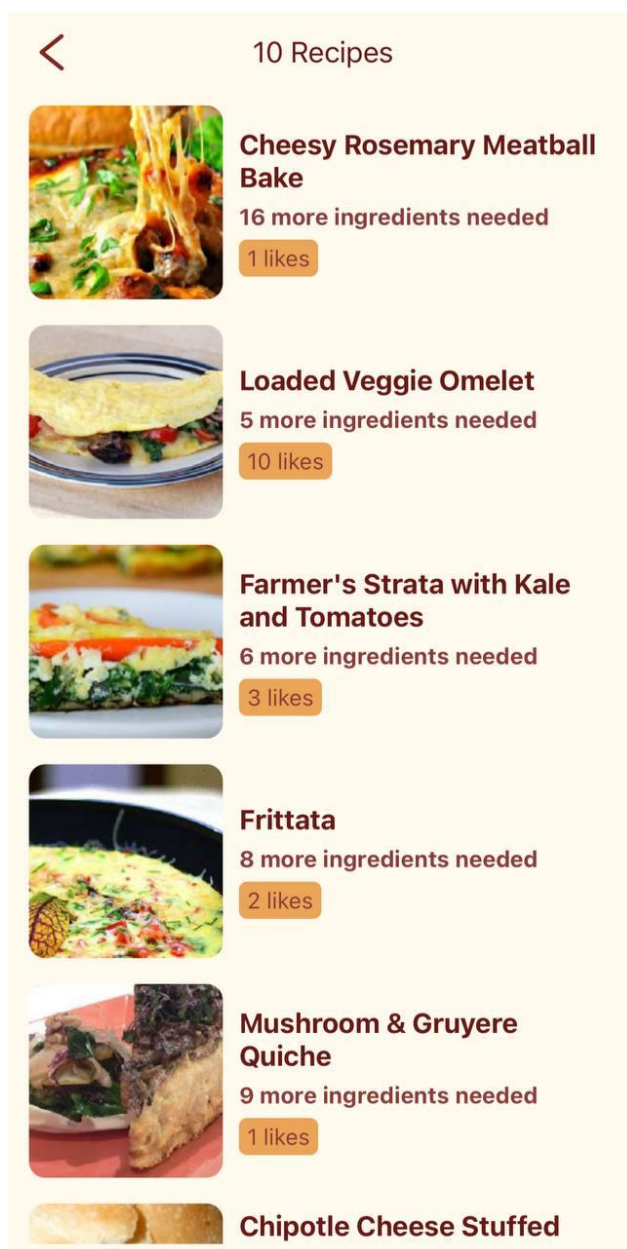 10 Recipes
Cheesy Rosemary Meatball
Bake
16 more ingredients needed
1 likes
Loaded Veggie Omelet
5 more ingredients needed
10 likes
Farmer's Strata with Kale
and Tomatoes
6 more ingredients needed
3 likes
Frittata
8 more ingredients needed
2 likes
Mushroom & Gruyere
Quiche
9 more ingredients needed
1 likes
Chipotle Cheese Stuffed